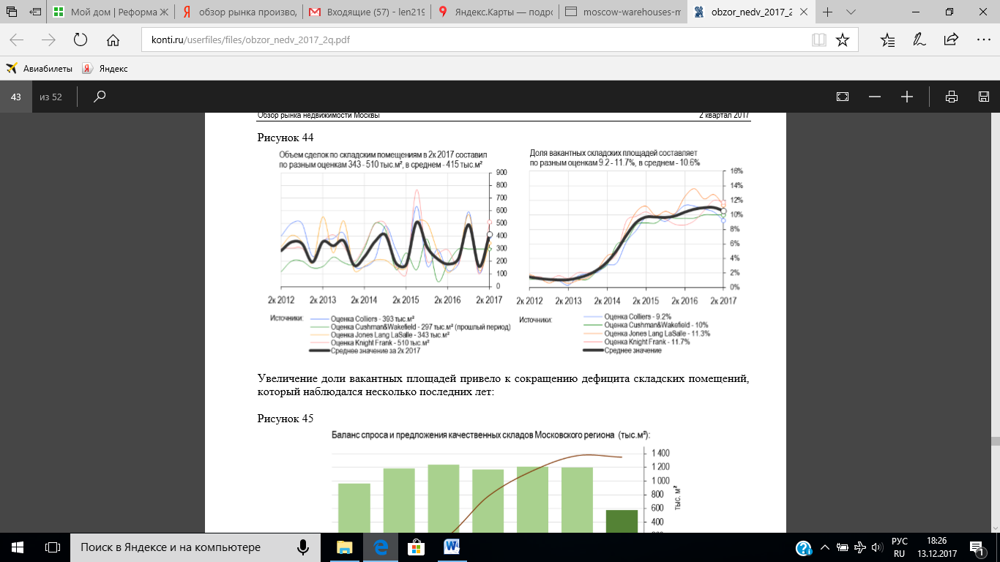 Мой дом | Реформа Ж
обзор рынка произво,
Входящие (57) - len219
Яндекс.Карты — подро
moscow-warehouses-m
obzor_nedv_2017_2
konti.ru/userfiles/files/obzor_nedv_2017_2q.pdf
Авиабилеты
Яндекс
43 из 52
Обзор рынка недвижимости Москвы 2 квартал 2017
Рисунок 44
Объем сделок по складским помещениям в 2к 2017 составил
по разным оценкам 343 - 510 тыс.м², в среднем - 415 тыс.м²
900
800
700
600
500
400
300
200
100
0
2к 2012 2к 2013 2к 2014 2к 2015 2к 2016 2к 2017
Источники:
Оценка Colliers - 393 тыс.м²
Оценка Cushman&Wakefield - 297 тыс.м² (прошлый период)
Оценка Jones Lang LaSalle - 343 тыс.м²
Оценка Knight Frank - 510 тыс.м²
Среднее значение за 2к 2017
Доля вакантных складских площадей составляет
по разным оценкам 9.2 - 11.7%, в среднем - 10.6%
16%
14%
12%
10%
8%
6%
4%
2%
0%
2к 2012 2к 2013 2к 2014 2к 2015 2к 2016 2к 2017
Источники:
Оценка Colliers - 9.2%
Оценка Cushman&Wakefield - 10%
Оценка Jones Lang LaSalle - 11.3%
Оценка Knight Frank - 11.7%
Среднее значение
Увеличение доли вакантных площадей привело к сокращению дефицита складских помещений,
который наблюдался несколько последних лет:
Рисунок 45
Баланс спроса и предложения качественных складов Московского региона (тыс.м²):
1 400
1 200
1 000
800
600
400
тыс. м²
Поиск в Яндексе и на компьютере
РУС
RU
18:26
13.12.2017
1